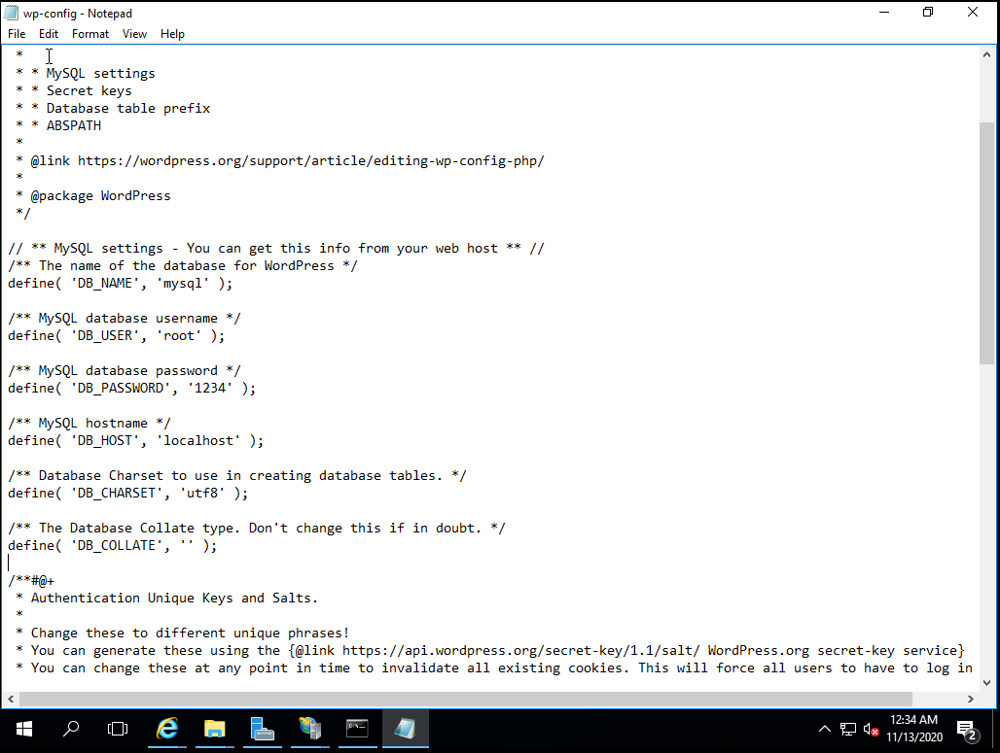 wp-config - Notepad
File Edit Format View Help
*
* * MySQL settings
* * Secret keys
* * Database table prefix
* * ABSPATH
*
* @link https://wordpress.org/support/article/editing-wp-config-php/
*
* @package WordPress
*/
// ** MySQL settings - You can get this info from your web host ** //
/** The name of the database for WordPress */
define( 'DB_NAME', 'mysql' );
/** MySQL database username */
define( 'DB_USER', 'root' );
/** MySQL database password */
define( 'DB_PASSWORD', '1234' );
/** MySQL hostname */
define( 'DB_HOST', 'localhost' );
/** Database Charset to use in creating database tables. */
define( 'DB_CHARSET', 'utf8' );
/** The Database Collate type. Don't change this if in doubt. */
define( 'DB_COLLATE', '' );
/**#@+
* Authentication Unique Keys and Salts.
*
* Change these to different unique phrases!
* You can generate these using the {@link https://api.wordpress.org/secret-key/1.1/salt/ WordPress.org secret-key service}
* You can change these at any point in time to invalidate all existing cookies. This will force all users to have to log in
12:34 AM
11/13/2020
2